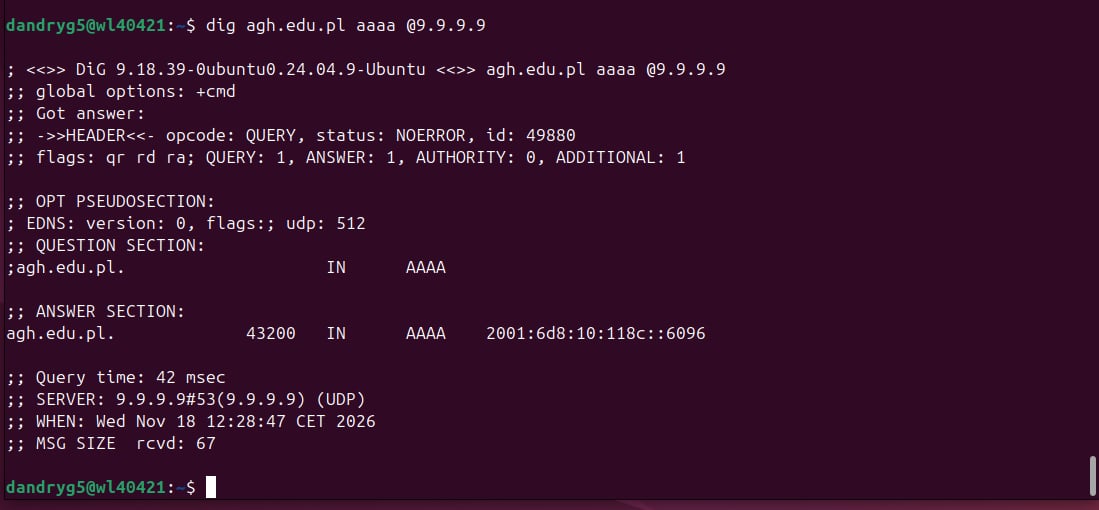 dandryg5@wl40421:~$ dig agh.edu.pl aaaa @9.9.9.9
; <<>> DiG 9.18.39-0ubuntu0.24.04.9-Ubuntu <<>> agh.edu.pl aaaa @9.9.9.9
;; global options: +cmd
;; Got answer:
;; ->>HEADER<<- opcode: QUERY, status: NOERROR, id: 49880
;; flags: qr rd ra; QUERY: 1, ANSWER: 1, AUTHORITY: 0, ADDITIONAL: 1
;; OPT PSEUDOSECTION:
; EDNS: version: 0, flags:; udp: 512
;; QUESTION SECTION:
;agh.edu.pl. IN AAAA
;; ANSWER SECTION:
agh.edu.pl. 43200 IN AAAA 2001:6d8:10:118c::6096
;; Query time: 42 msec
;; SERVER: 9.9.9.9#53(9.9.9.9) (UDP)
;; WHEN: Wed Nov 18 12:28:47 CET 2026
;; MSG SIZE rcvd: 67
dandryg5@wl40421:~$